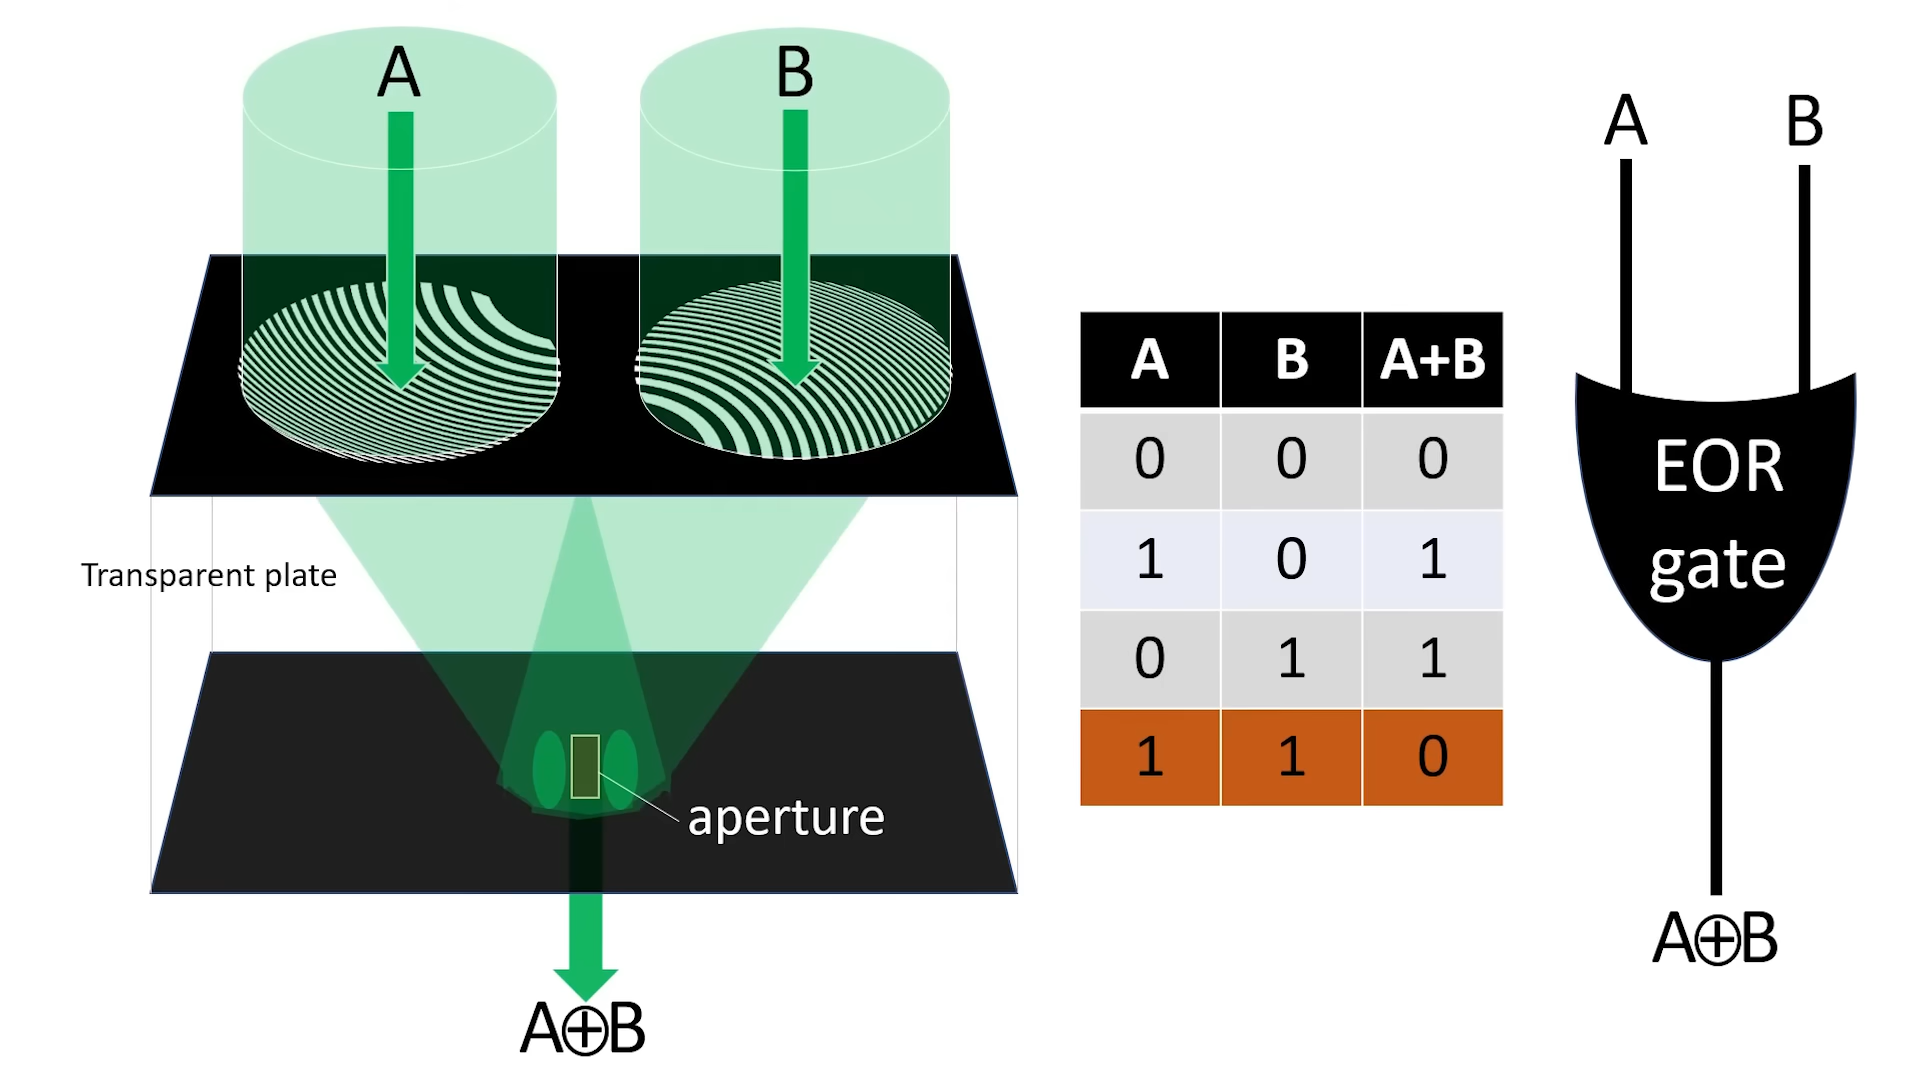 A
B
Transparent plate
aperture
A⊕B
A B A+B
0 0 0
1 0 1
0 1 1
1 1 0
A B
EOR
gate
A⊕B